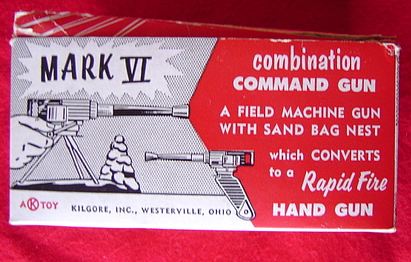 MARK VI
combination
COMMAND GUN
A FIELD MACHINE GUN
WITH SAND BAG NEST
which CONVERTS
to a Rapid Fire
HAND GUN
A K TOY
KILGORE, INC., WESTERVILLE, OHIO